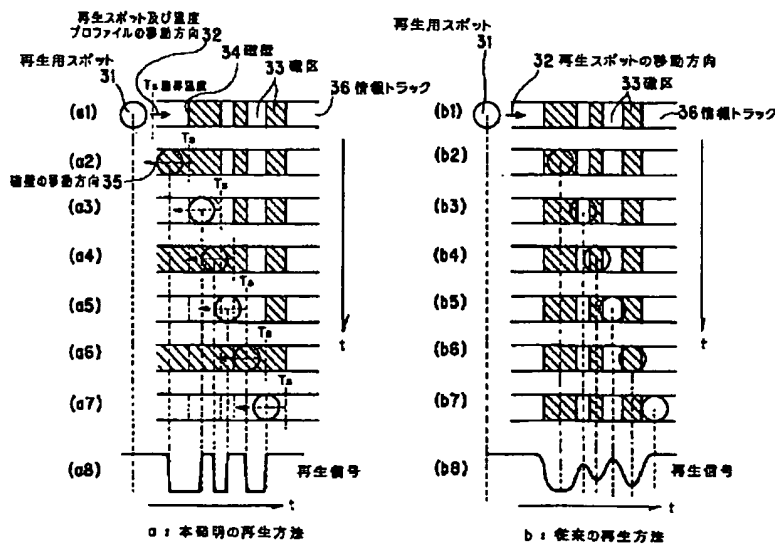 再生スポット及び温度
プロファイルの移動方向 32
再生用スポット
31
Ts 臨界温度
34 磁壁
33 磁区
36 情報トラック
(a1)
Ts
(a2)
磁壁の移動方向 35
Ts
(a3)
Ts
(a4)
Ts
(a5)
Ts
(a6)
Ts
(a7)
(a8)
再生信号
t
t
a : 本発明の再生方法
再生用スポット
31
32 再生スポットの移動方向
33 磁区
36 情報トラック
(b1)
(b2)
(b3)
(b4)
(b5)
(b6)
(b7)
(b8)
再生信号
t
t
b : 従来の再生方法